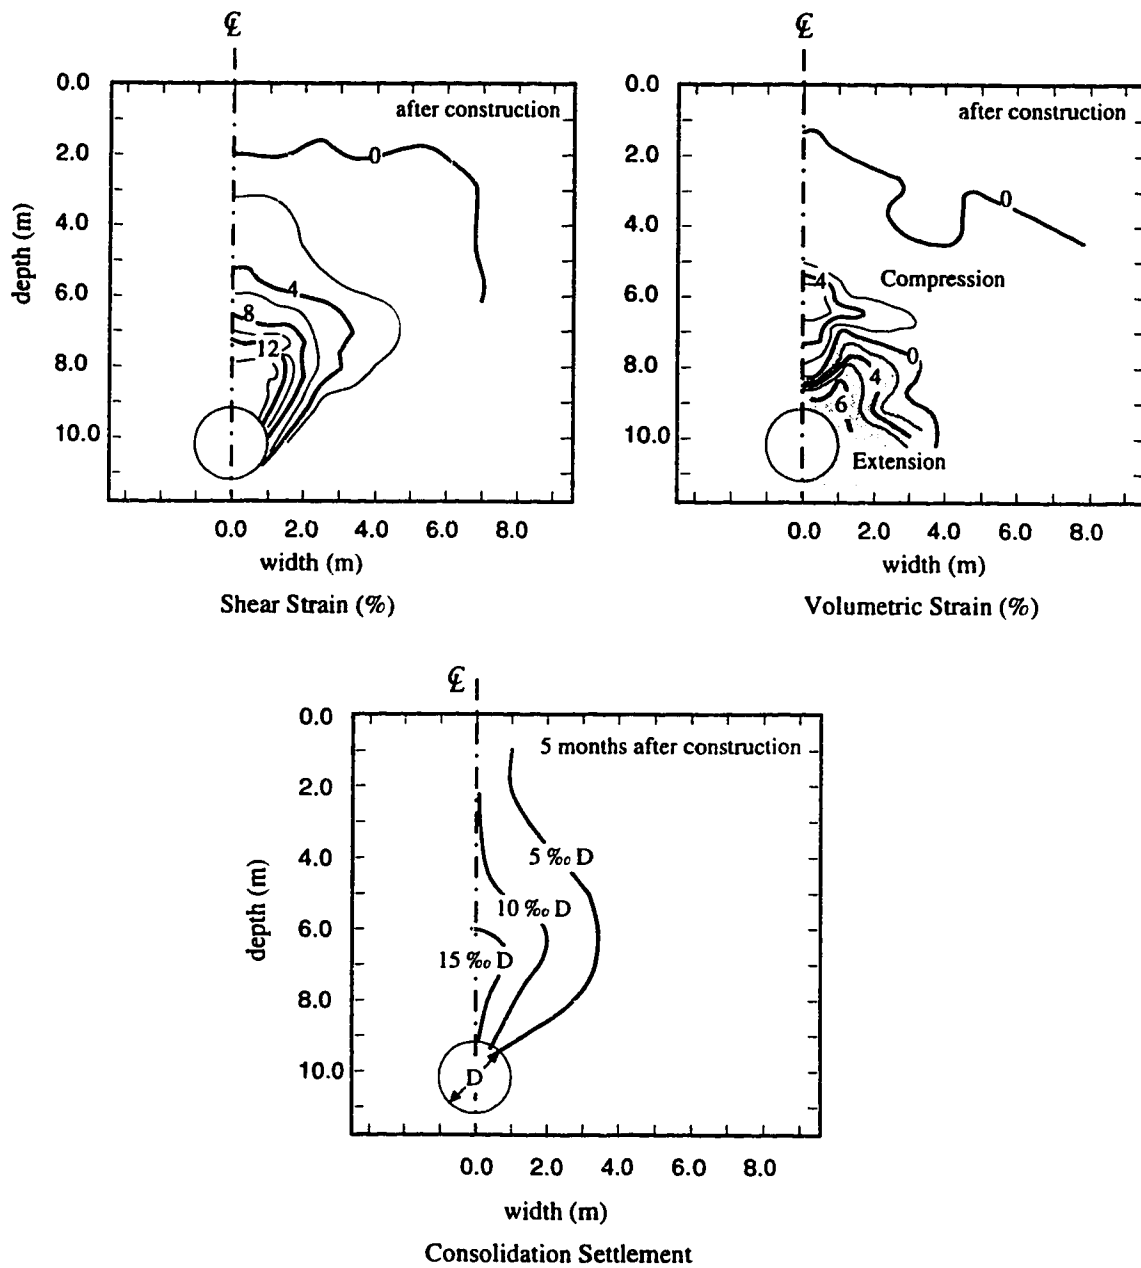 ℄
after construction
0.0
2.0
4.0
6.0
8.0
10.0
depth (m)
0
4
8
12
0.0 2.0 4.0 6.0 8.0
width (m)
Shear Strain (%)
℄
after construction
0.0
2.0
4.0
6.0
8.0
10.0
0
4
Compression
0
4
6
Extension
0.0 2.0 4.0 6.0 8.0
width (m)
Volumetric Strain (%)
℄
5 months after construction
0.0
2.0
4.0
6.0
8.0
10.0
depth (m)
5 ‰ D
10 ‰ D
15 ‰ D
D
0.0 2.0 4.0 6.0 8.0
width (m)
Consolidation Settlement